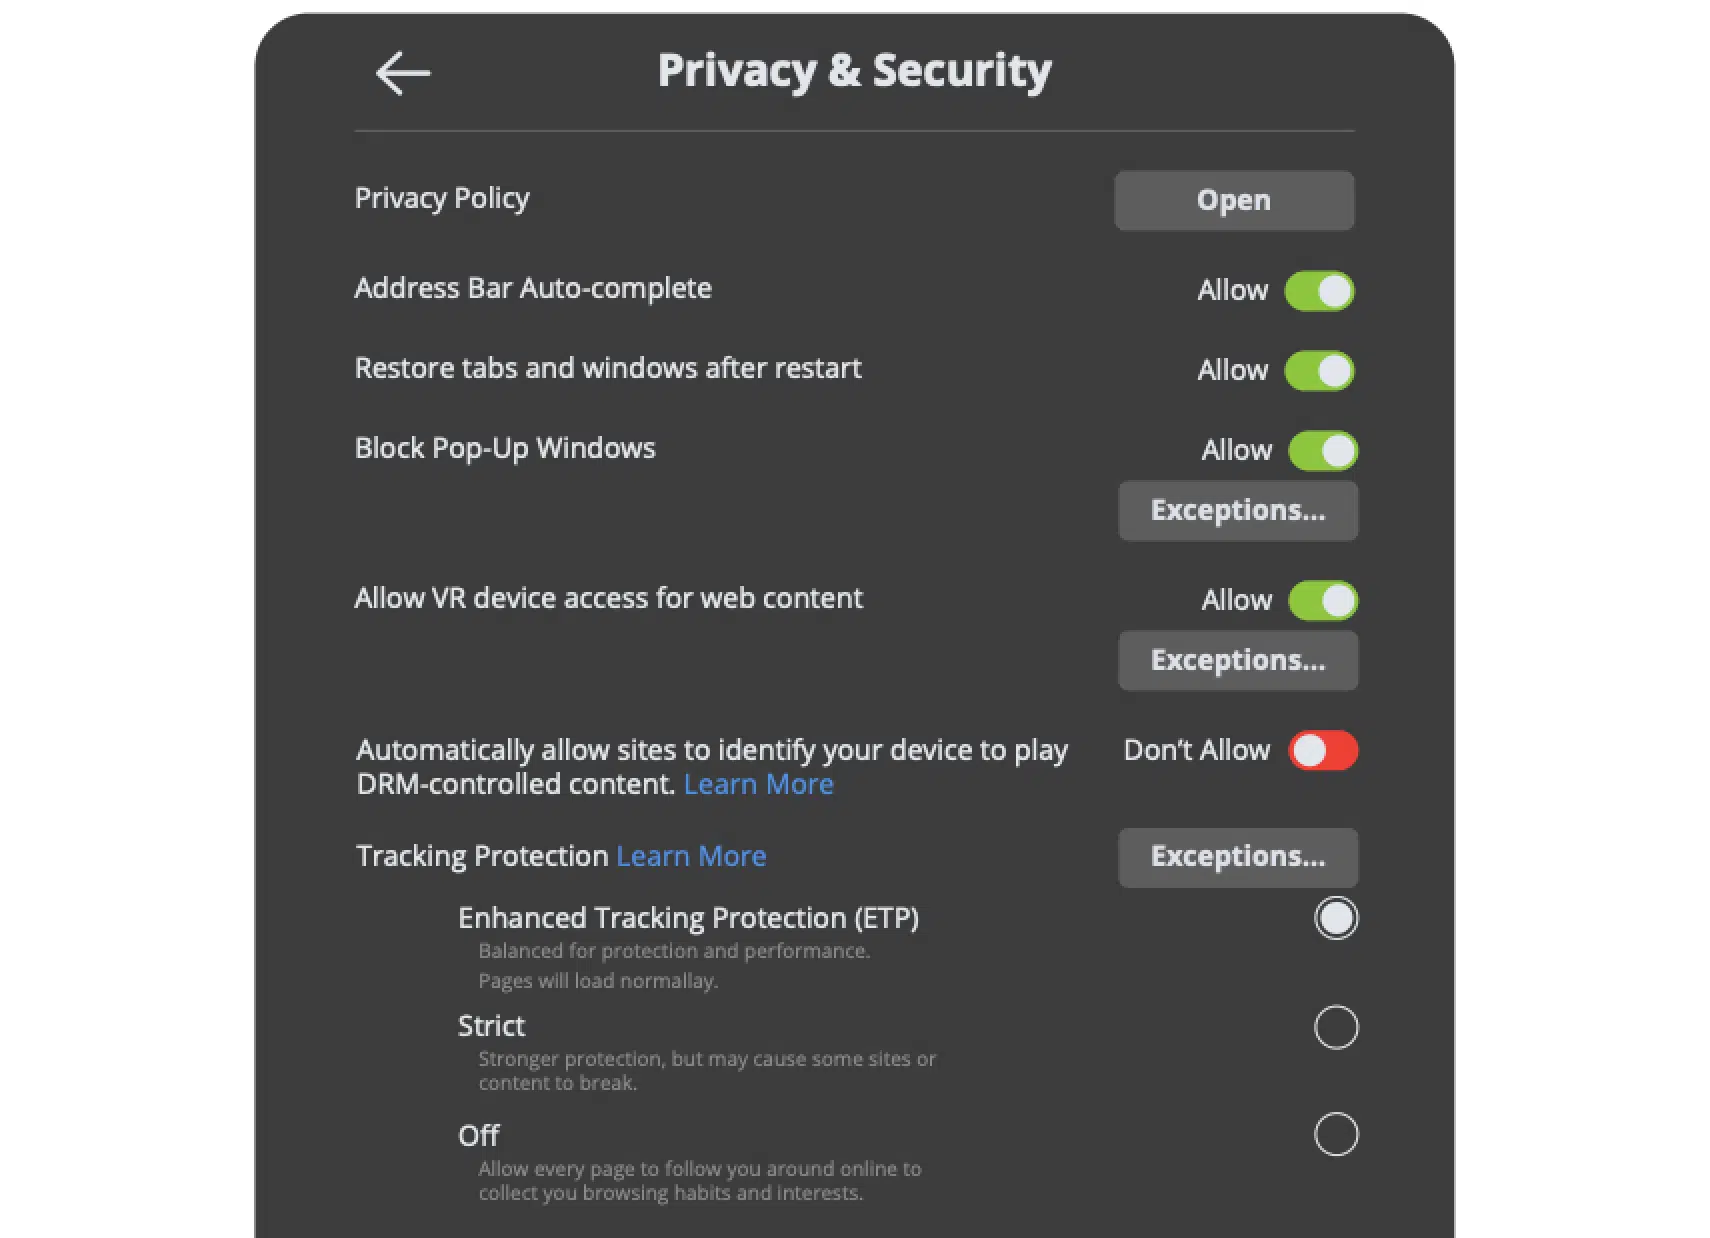 Privacy & Security
Privacy Policy
Open
Address Bar Auto-complete
Allow
Restore tabs and windows after restart
Allow
Block Pop-Up Windows
Allow
Exceptions...
Allow VR device access for web content
Allow
Exceptions...
Automatically allow sites to identify your device to play
DRM-controlled content. Learn More
Don't Allow
Tracking Protection Learn More
Exceptions...
Enhanced Tracking Protection (ETP)
Balanced for protection and performance.
Pages will load normallay.
Strict
Stronger protection, but may cause some sites or
content to break.
Off
Allow every page to follow you around online to
collect you browsing habits and interests.